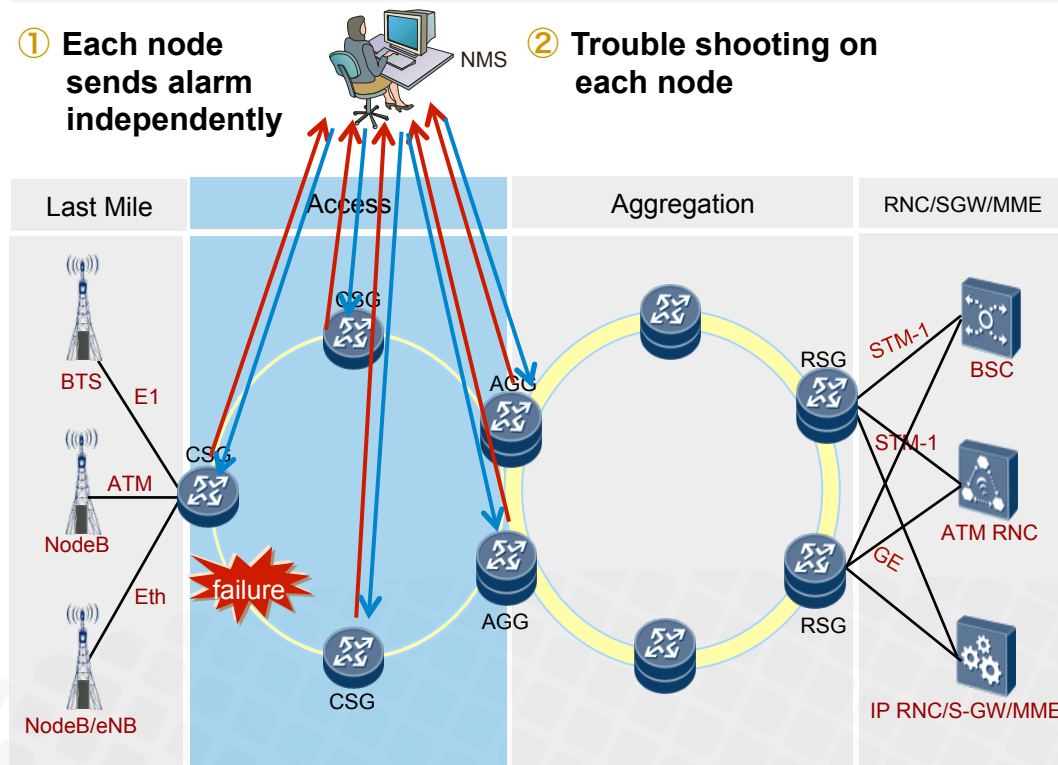 ① Each node
sends alarm
independently
NMS
② Trouble shooting on
each node
Last Mile
Access
Aggregation
RNC/SGW/MME
BTS
E1
CSG
ATM
NodeB
Eth
NodeB/eNB
CSG
failure
CSG
AGG
AGG
RSG
RSG
STM-1
STM-1
GE
BSC
ATM RNC
IP RNC/S-GW/MME